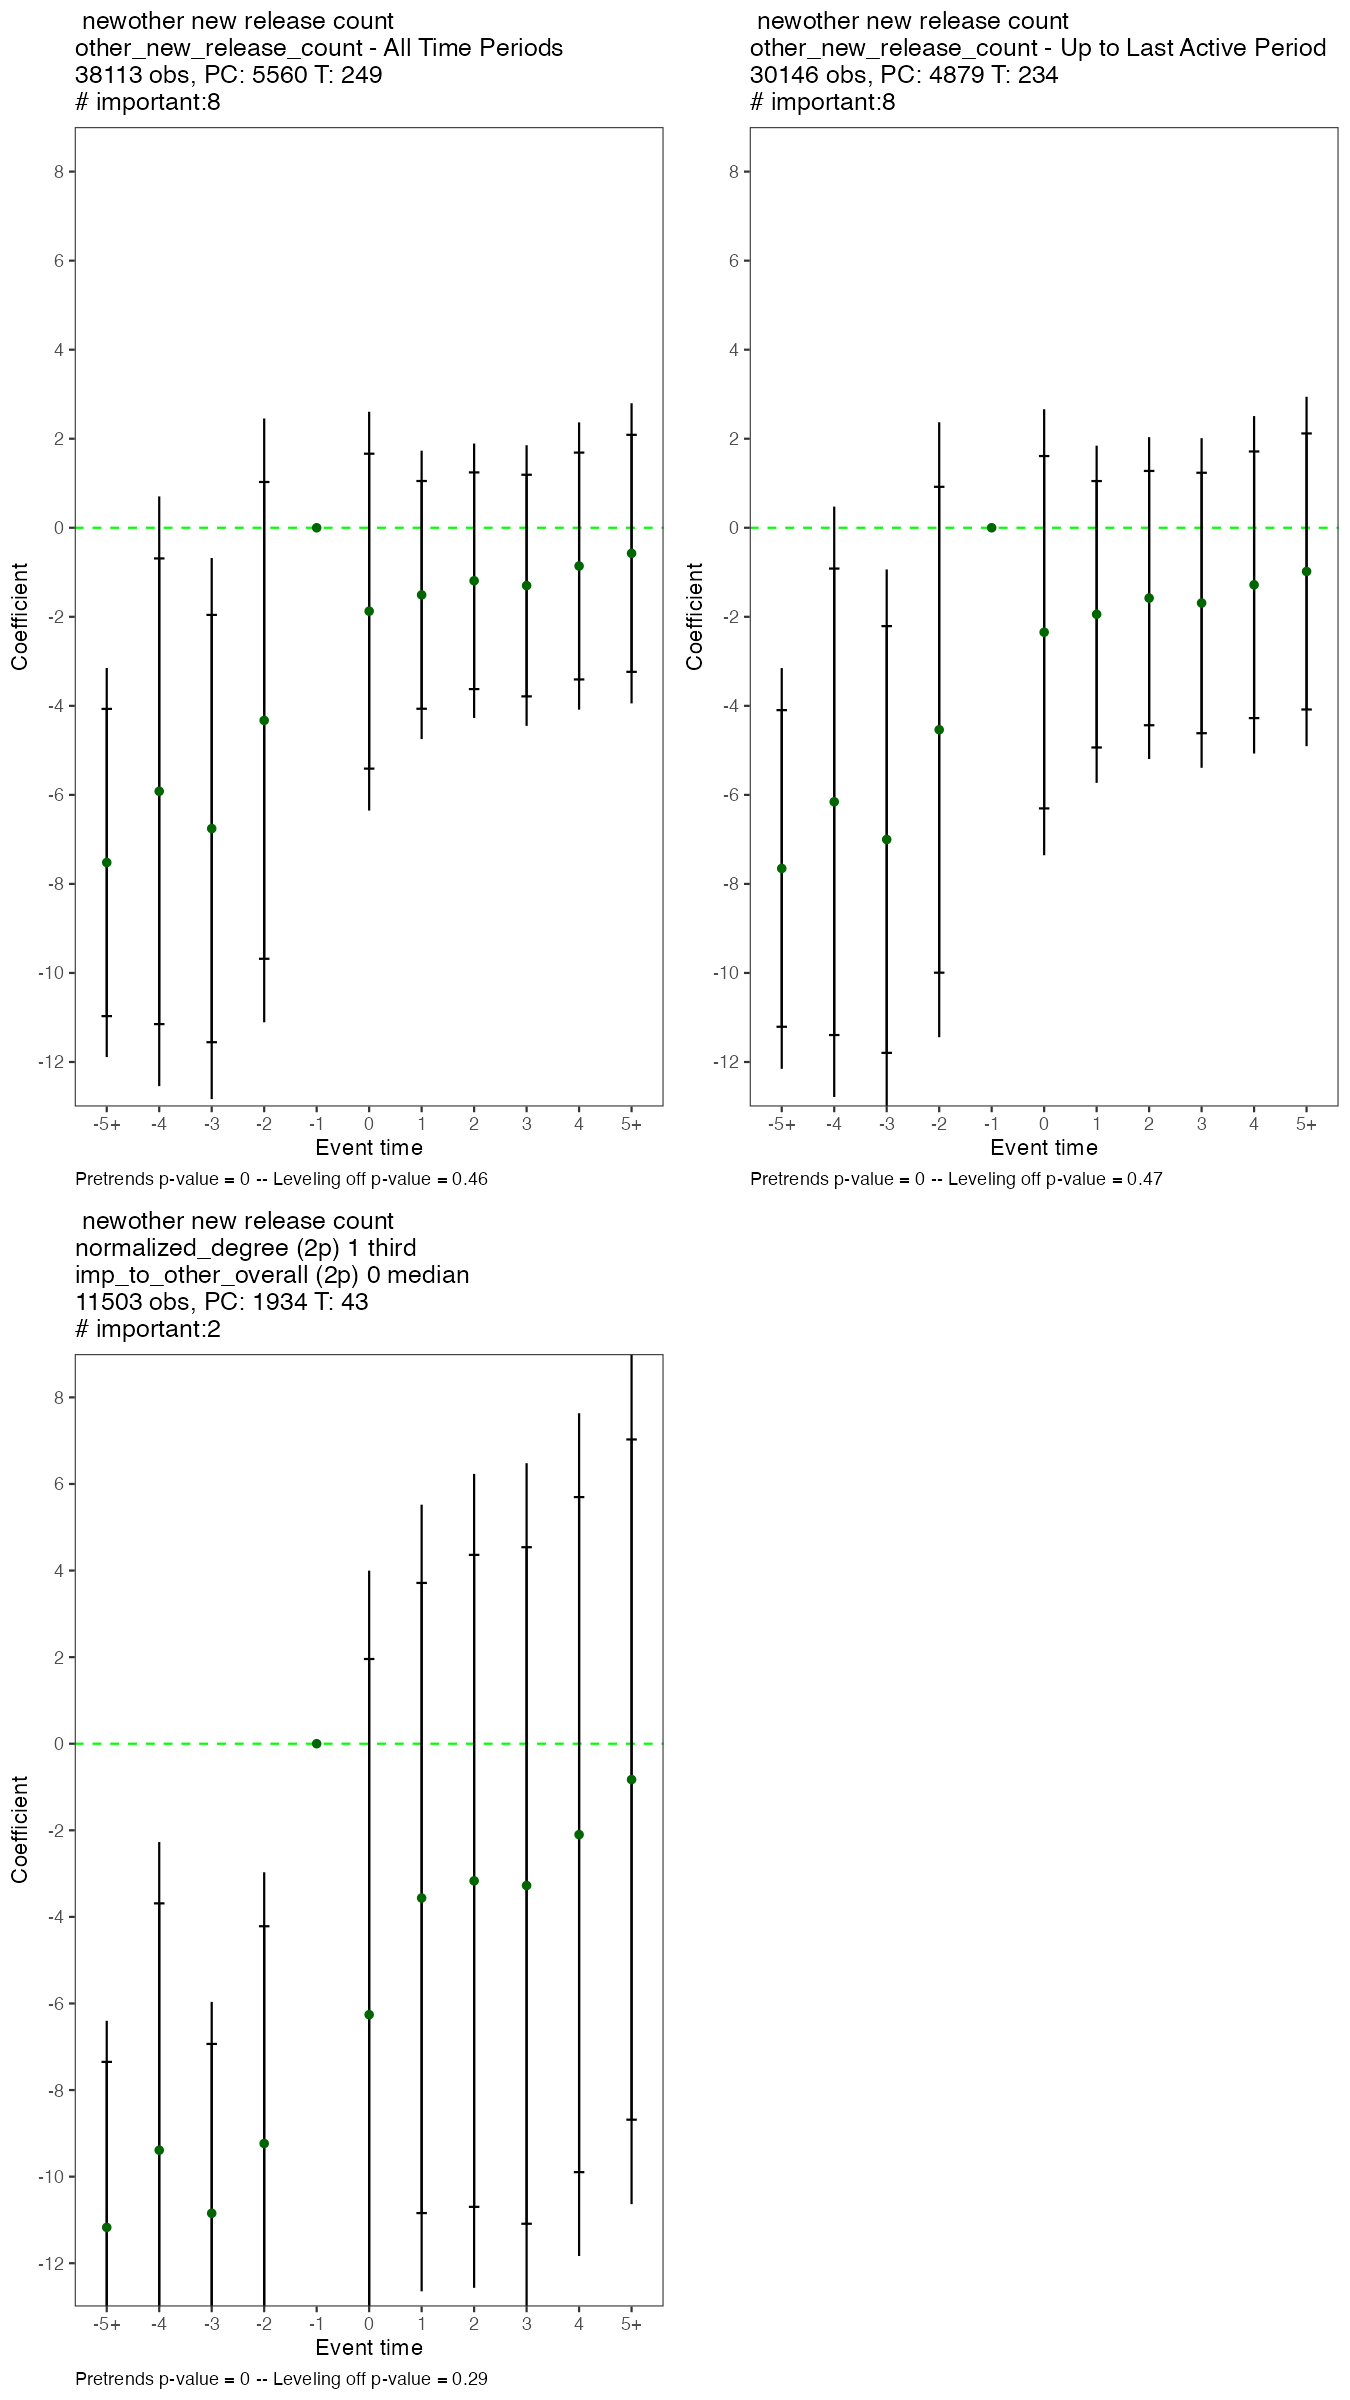 newother new release count
other_new_release_count - All Time Periods
38113 obs, PC: 5560 T: 249
# important:8
8
6
4
2
0
-2
-4
-6
-8
-10
-12
Coefficient
-5+ -4 -3 -2 -1 0 1 2 3 4 5+
Event time
Pretrends p-value = 0 -- Leveling off p-value = 0.46
newother new release count
other_new_release_count - Up to Last Active Period
30146 obs, PC: 4879 T: 234
# important:8
8
6
4
2
0
-2
-4
-6
-8
-10
-12
Coefficient
-5+ -4 -3 -2 -1 0 1 2 3 4 5+
Event time
Pretrends p-value = 0 -- Leveling off p-value = 0.47
newother new release count
normalized_degree (2p) 1 third
imp_to_other_overall (2p) 0 median
11503 obs, PC: 1934 T: 43
# important:2
8
6
4
2
0
-2
-4
-6
-8
-10
-12
Coefficient
-5+ -4 -3 -2 -1 0 1 2 3 4 5+
Event time
Pretrends p-value = 0 -- Leveling off p-value = 0.29